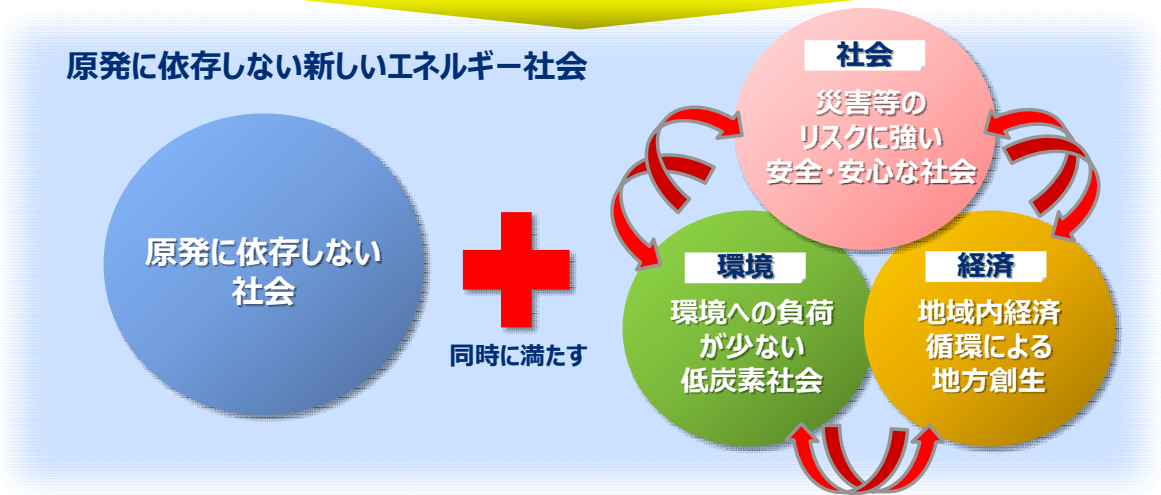 原発に依存しない新しいエネルギー社会
原発に依存しない
社会
同時に満たす
社会
災害等の
リスクに強い
安全・安心な社会
環境
環境への負荷
が少ない
低炭素社会
経済
地域内経済
循環による
地方創生